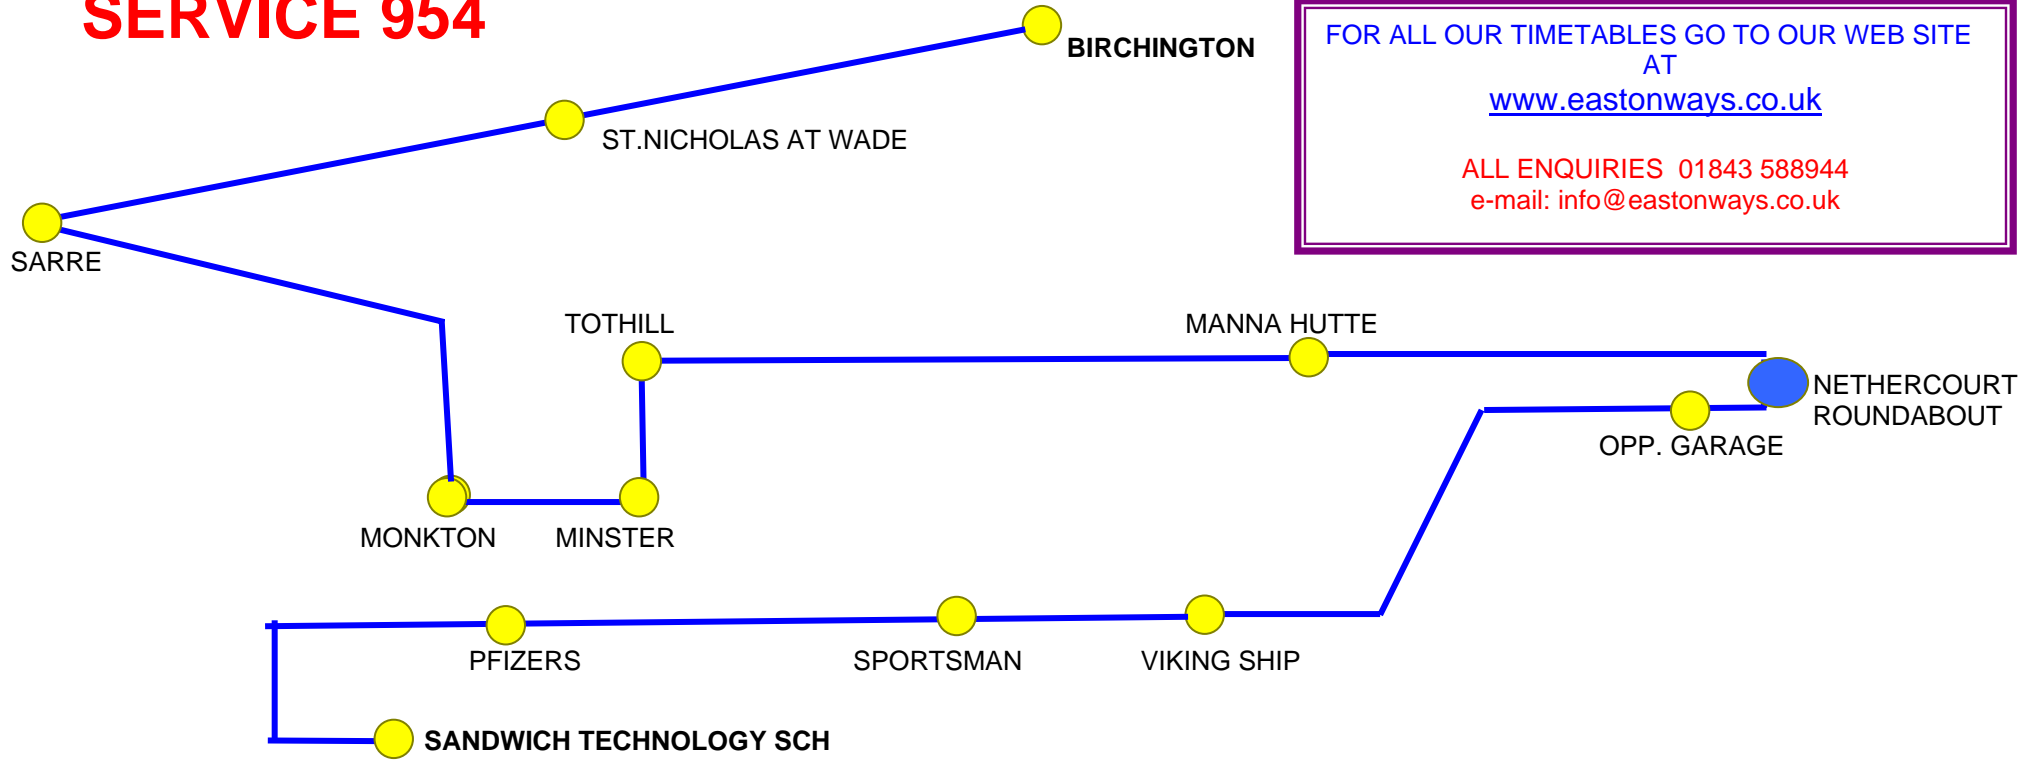 SERVICE 954
BIRCHINGTON
FOR ALL OUR TIMETABLES GO TO OUR WEB SITE
AT
www.eastonways.co.uk
ALL ENQUIRIES 01843 588944
e-mail: info@eastonways.co.uk
ST.NICHOLAS AT WADE
SARRE
TOTHILL
MANNA HUTTE
NETHERCOURT
ROUNDABOUT
OPP. GARAGE
MONKTON
MINSTER
PFIZERS
SPORTSMAN
VIKING SHIP
SANDWICH TECHNOLOGY SCH